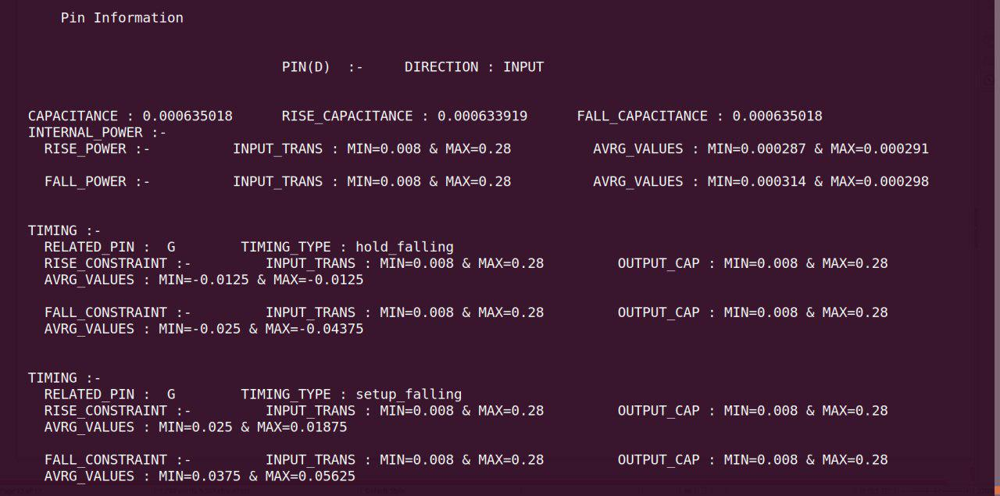 Pin Information
PIN(D) :- DIRECTION : INPUT
CAPACITANCE : 0.000635018 RISE_CAPACITANCE : 0.000633919 FALL_CAPACITANCE : 0.000635018
INTERNAL_POWER :-
RISE_POWER :- INPUT_TRANS : MIN=0.008 & MAX=0.28 AVRG_VALUES : MIN=0.000287 & MAX=0.000291
FALL_POWER :- INPUT_TRANS : MIN=0.008 & MAX=0.28 AVRG_VALUES : MIN=0.000314 & MAX=0.000298
TIMING :-
RELATED_PIN : G TIMING_TYPE : hold_falling
RISE_CONSTRAINT :- INPUT_TRANS : MIN=0.008 & MAX=0.28 OUTPUT_CAP : MIN=0.008 & MAX=0.28
AVRG_VALUES : MIN=-0.0125 & MAX=-0.0125
FALL_CONSTRAINT :- INPUT_TRANS : MIN=0.008 & MAX=0.28 OUTPUT_CAP : MIN=0.008 & MAX=0.28
AVRG_VALUES : MIN=-0.025 & MAX=-0.04375
TIMING :-
RELATED_PIN : G TIMING_TYPE : setup_falling
RISE_CONSTRAINT :- INPUT_TRANS : MIN=0.008 & MAX=0.28 OUTPUT_CAP : MIN=0.008 & MAX=0.28
AVRG_VALUES : MIN=0.025 & MAX=0.01875
FALL_CONSTRAINT :- INPUT_TRANS : MIN=0.008 & MAX=0.28 OUTPUT_CAP : MIN=0.008 & MAX=0.28
AVRG_VALUES : MIN=0.0375 & MAX=0.05625